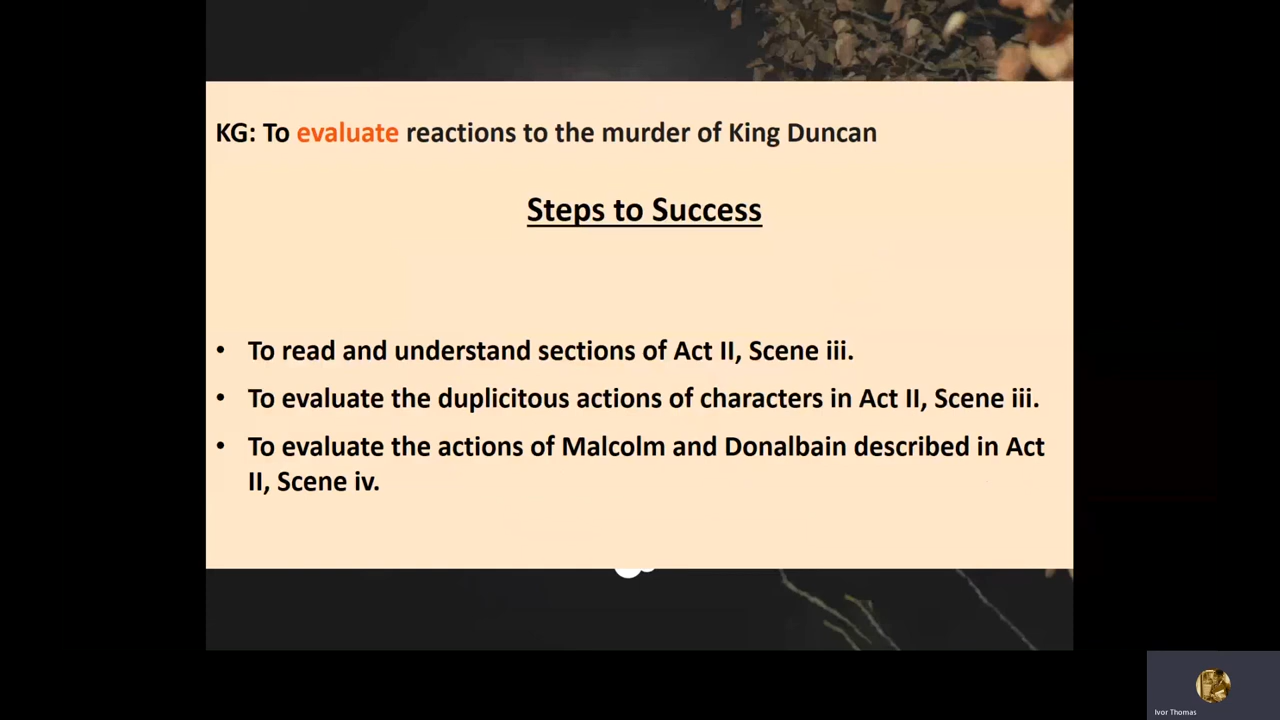 KG: To evaluate reactions to the murder of King Duncan
Steps to Success
• To read and understand sections of Act II, Scene iii.
• To evaluate the duplicitous actions of characters in Act II, Scene iii.
• To evaluate the actions of Malcolm and Donalbain described in Act
II, Scene iv.
Ivor Thomas